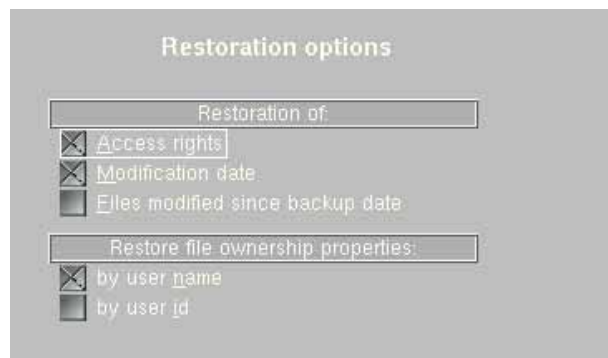 Restoration options
Restoration of:
Access rights
Modification date
Files modified since backup date
Restore file ownership properties:
by user name
by user id